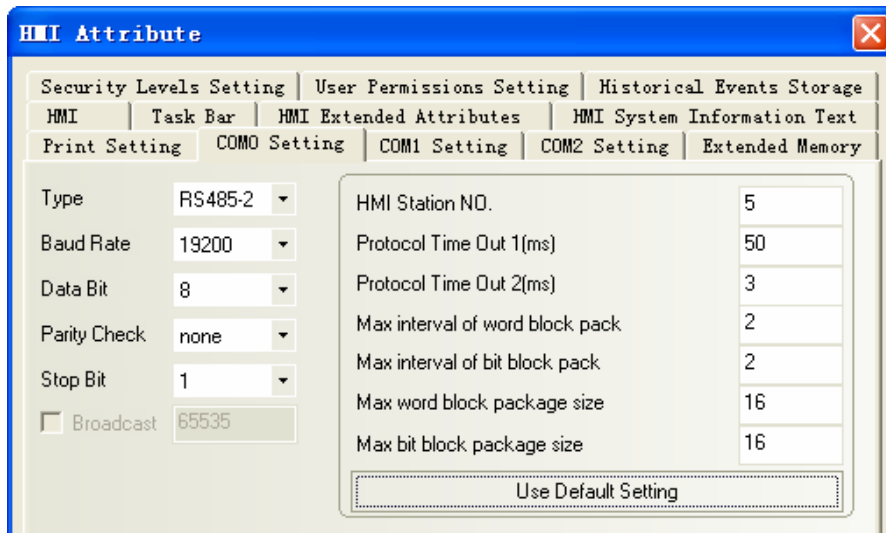 HMI Attribute
Security Levels Setting User Permissions Setting Historical Events Storage
HMI Task Bar HMI Extended Attributes HMI System Information Text
Print Setting COM0 Setting COM1 Setting COM2 Setting Extended Memory
Type RS485-2
Baud Rate 19200
Data Bit 8
Parity Check none
Stop Bit 1
Broadcast 65535
HMI Station NO. 5
Protocol Time Out 1(ms) 50
Protocol Time Out 2(ms) 3
Max interval of word block pack 2
Max interval of bit block pack 2
Max word block package size 16
Max bit block package size 16
Use Default Setting